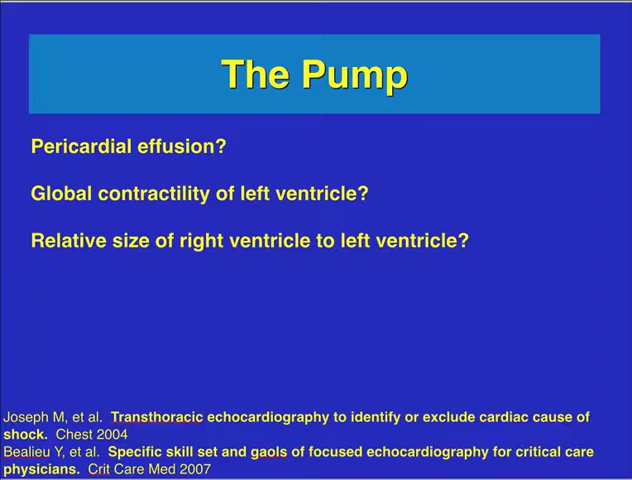 The Pump
Pericardial effusion?
Global contractility of left ventricle?
Relative size of right ventricle to left ventricle?
Joseph M, et al.  Transthoracic echocardiography to identify or exclude cardiac cause of
shock.  Chest 2004
Bealieu Y, et al.  Specific skill set and gaols of focused echocardiography for critical care
physicians.  Crit Care Med 2007